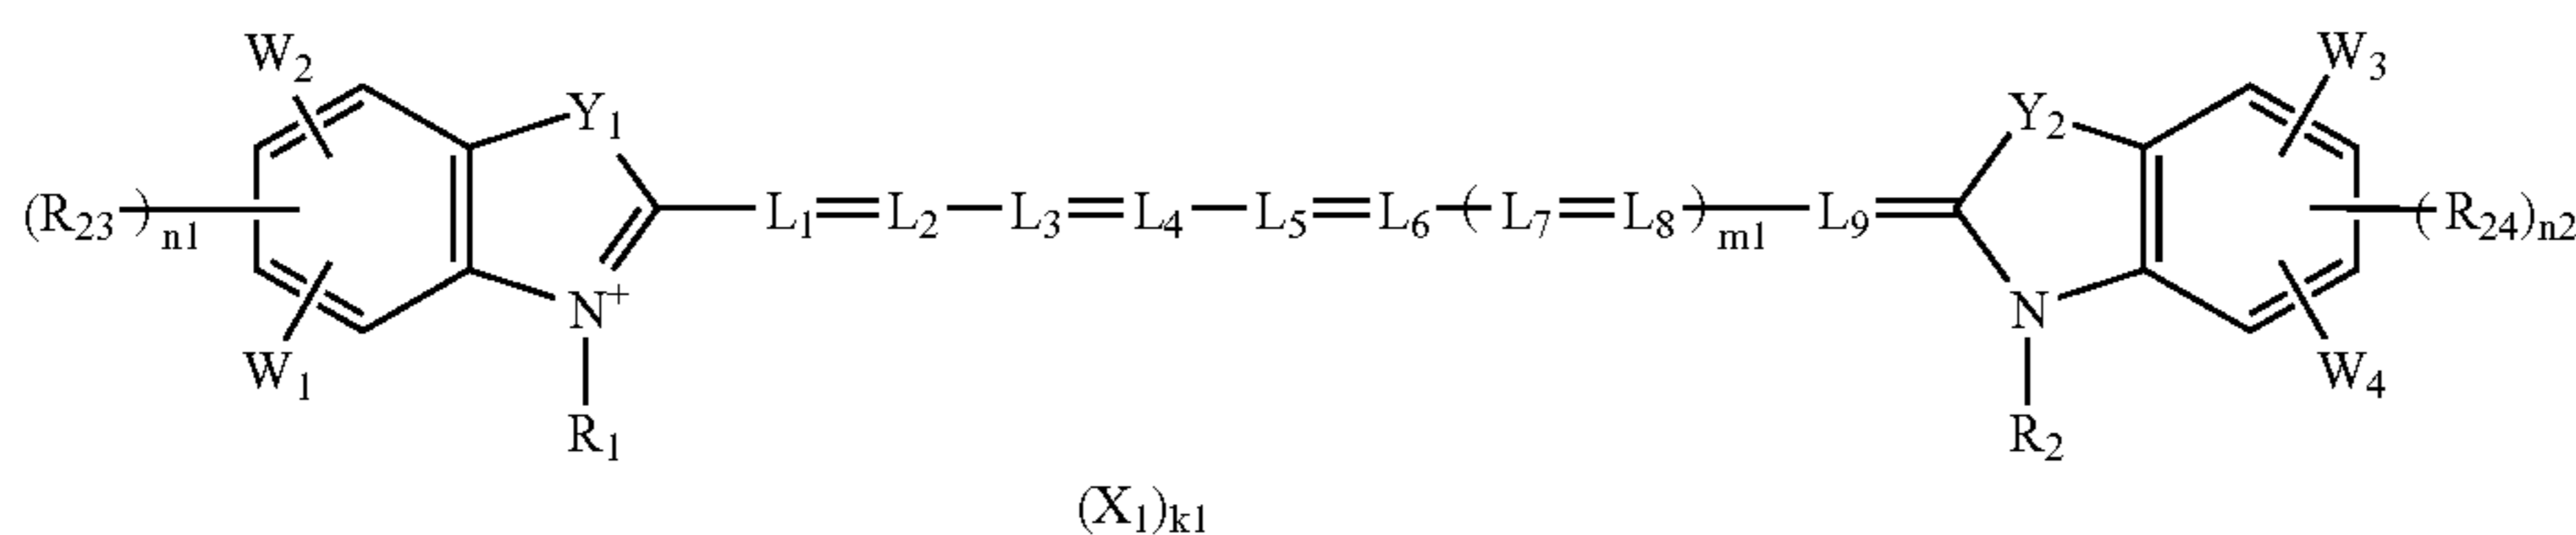 W2 W3
Y1 Y2
(R23)n1 L1=L2—L3=L4—L5=L6—(L7=L8)m1—L9= (R24)n2
N+ N
W1 W4
R1 R2
(X1)k1